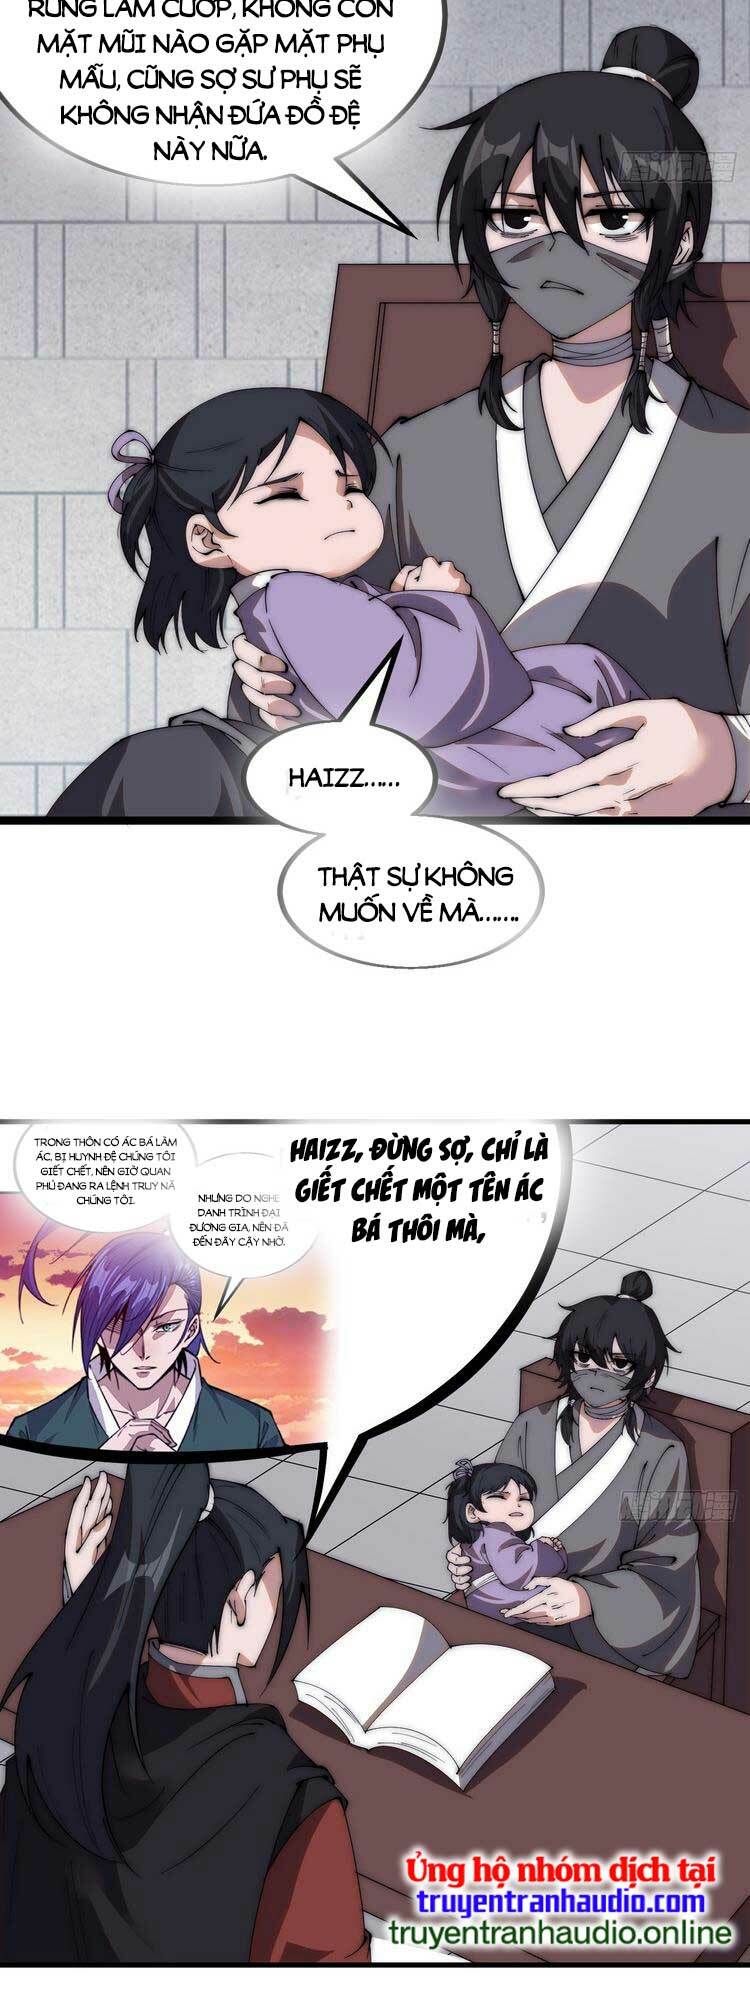 RỪNG LÀM CƯỚP, KHÔNG CÒN
MẶT MŨI NÀO GẶP MẶT PHỤ
MẪU, CŨNG SỢ SƯ PHỤ SẼ
KHÔNG NHẬN ĐỨA ĐỒ ĐỆ
NÀY NỮA.
HAIZZ......
THẬT SỰ KHÔNG
MUỐN VỀ MÀ.......
TRONG THÔN CÓ ÁC BÁ LÀM
ÁC, BỊ HUYNH ĐỆ CHÚNG TÔI
GIẾT CHẾT, NÊN GIỜ QUAN
PHỦ ĐANG RA LỆNH TRUY NÃ
CHÚNG TÔI.
NHƯNG DO NGHE
DANH TRÌNH ĐẠI
ĐƯƠNG GIA, NÊN ĐÃ
ĐẾN ĐÂY CẬY NHỜ.
HAIZZ, ĐỪNG SỢ, CHỈ LÀ
GIẾT CHẾT MỘT TÊN ÁC
BÁ THÔI MÀ,
Ủng hộ nhóm dịch tại
truyentranhaudio.com
truyentranhaudio.online